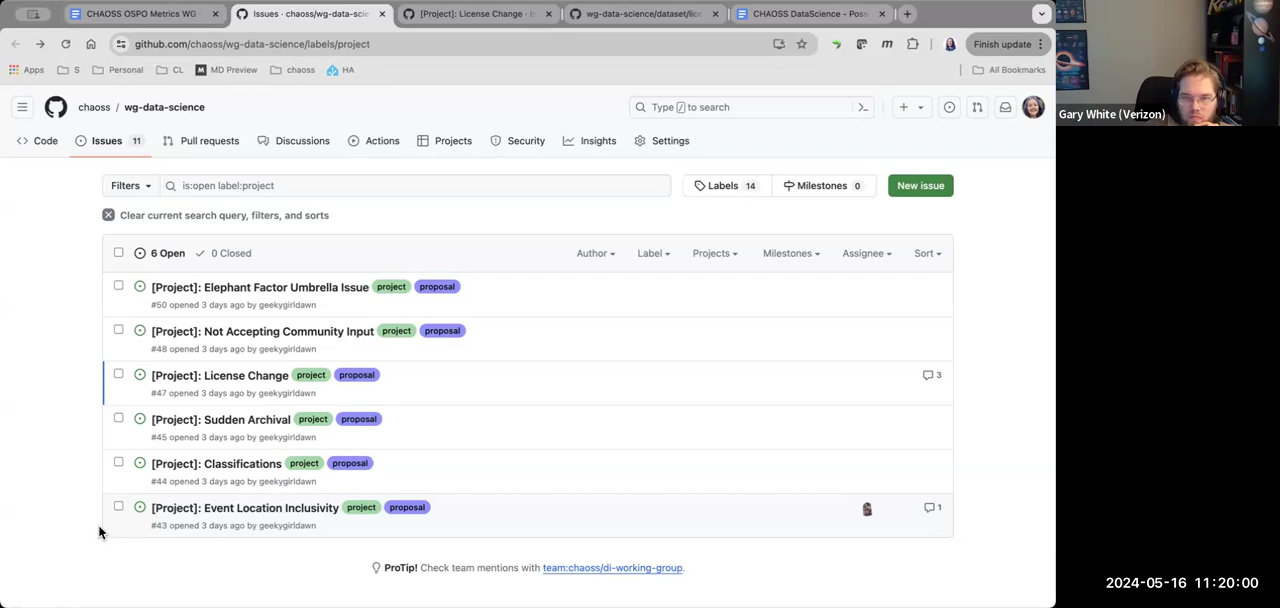 CHAOSS OSPO Metrics WG
Issues · chaoss/wg-data-scie
[Project]: License Change · Is
wg-data-science/dataset/lice
CHAOSS DataScience - Pose
github.com/chaoss/wg-data-science/labels/project
Finish update
Apps
S
Personal
CL
MD Preview
chaoss
HA
All Bookmarks
Gary White (Verizon)
chaoss / wg-data-science
Type / to search
Code
Issues 11
Pull requests
Discussions
Actions
Projects
Security
Insights
Settings
Filters
is:open label:project
Labels 14
Milestones 0
New issue
Clear current search query, filters, and sorts
6 Open
0 Closed
Author
Label
Projects
Milestones
Assignee
Sort
[Project]: Elephant Factor Umbrella Issue project proposal
#50 opened 3 days ago by geekygirldawn
[Project]: Not Accepting Community Input project proposal
#48 opened 3 days ago by geekygirldawn
[Project]: License Change project proposal 3
#47 opened 3 days ago by geekygirldawn
[Project]: Sudden Archival project proposal
#45 opened 3 days ago by geekygirldawn
[Project]: Classifications project proposal
#44 opened 3 days ago by geekygirldawn
[Project]: Event Location Inclusivity project proposal 1
#43 opened 3 days ago by geekygirldawn
ProTip! Check team mentions with team:chaoss/di-working-group.
2024-05-16 11:20:00